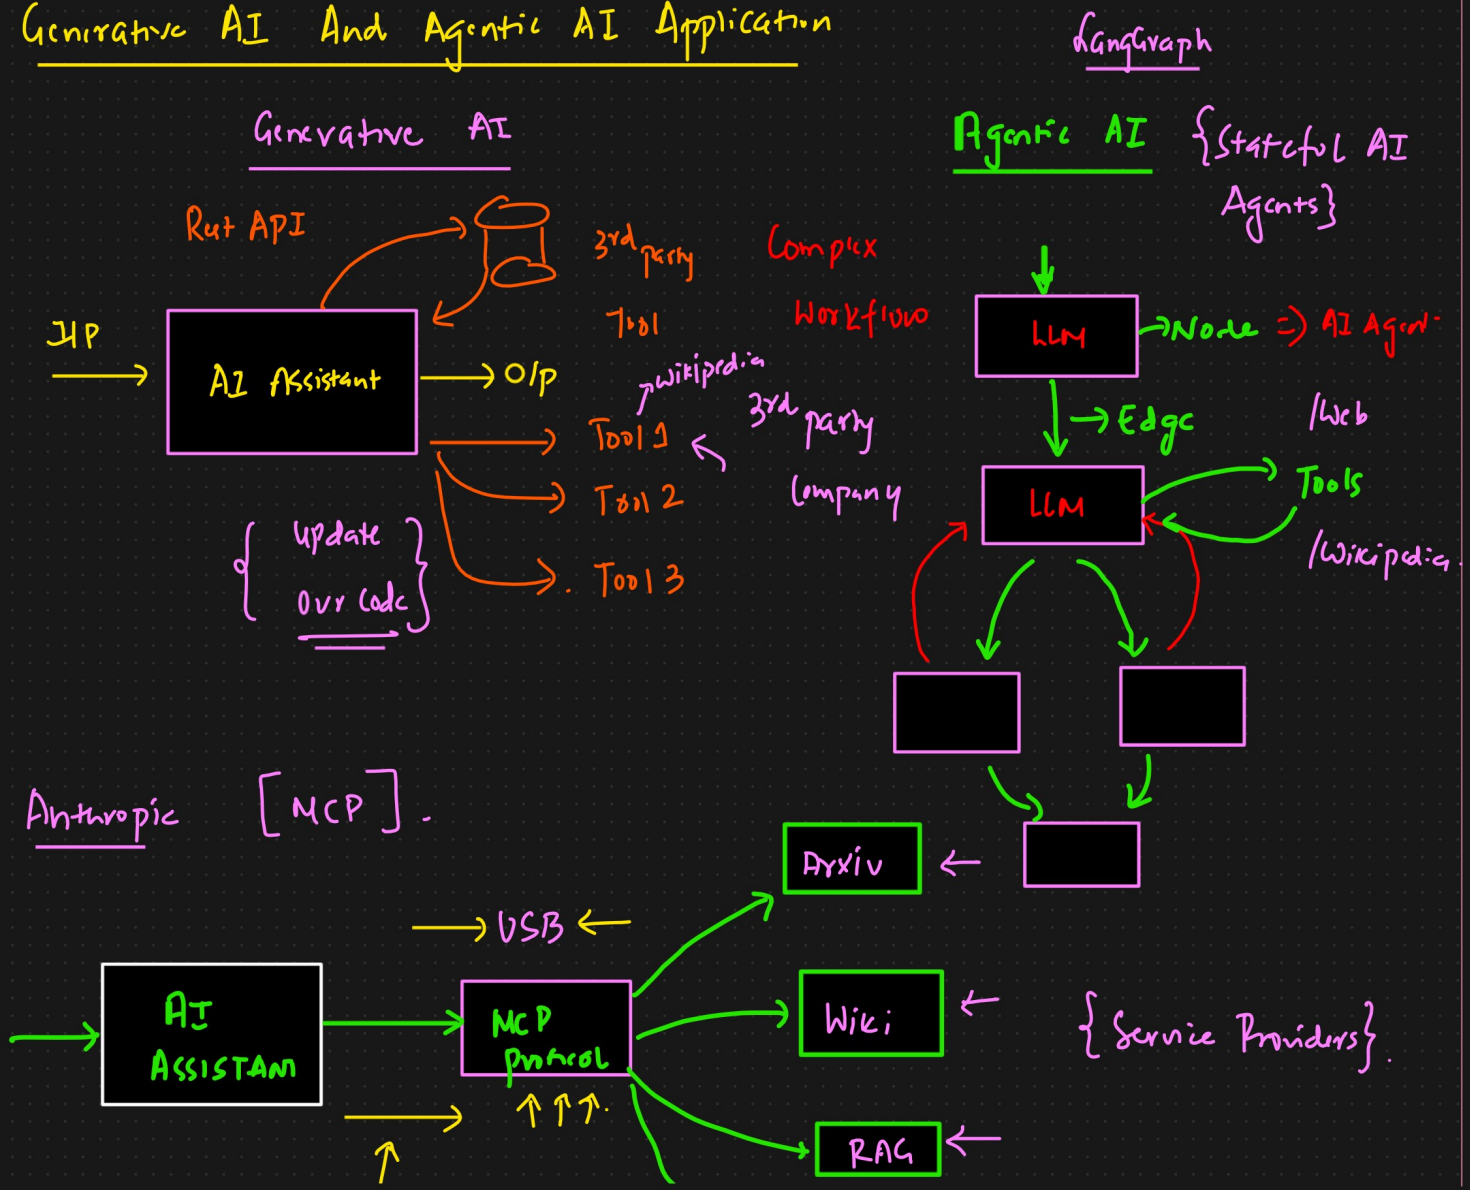 Generative AI And Agentic AI Application
LangGraph
Generative AI
Agentic AI {Stateful AI
Agents}
Rest API
3rd party
Tool
Complex
Workflow
I/P
AI Assistant
O/p
LLM
Node => AI Agent
wikipedia
Tool 1
3rd party
Company
Edge
/Web
Tool 2
LLM
Tools
/Wikipedia
{ update
our code }
Tool 3
Anthropic [MCP].
Arxiv
USB
AI
ASSISTANT
MCP
Protocol
Wiki
{Service Providers}.
RAG